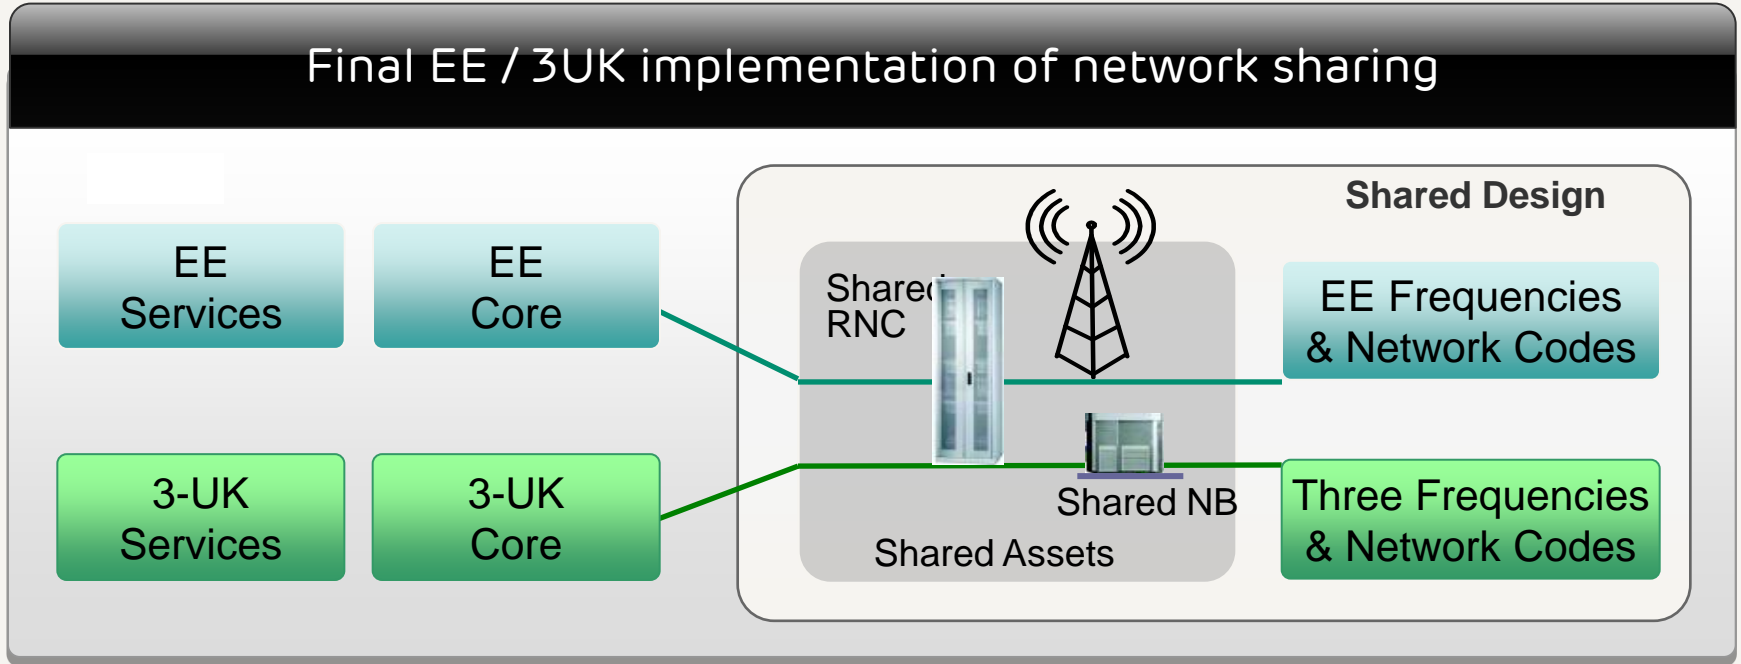 Final EE / 3UK implementation of network sharing
Shared Design
EE
Services
EE
Core
Shared
RNC
EE Frequencies
& Network Codes
3-UK
Services
3-UK
Core
Shared NB
Shared Assets
Three Frequencies
& Network Codes